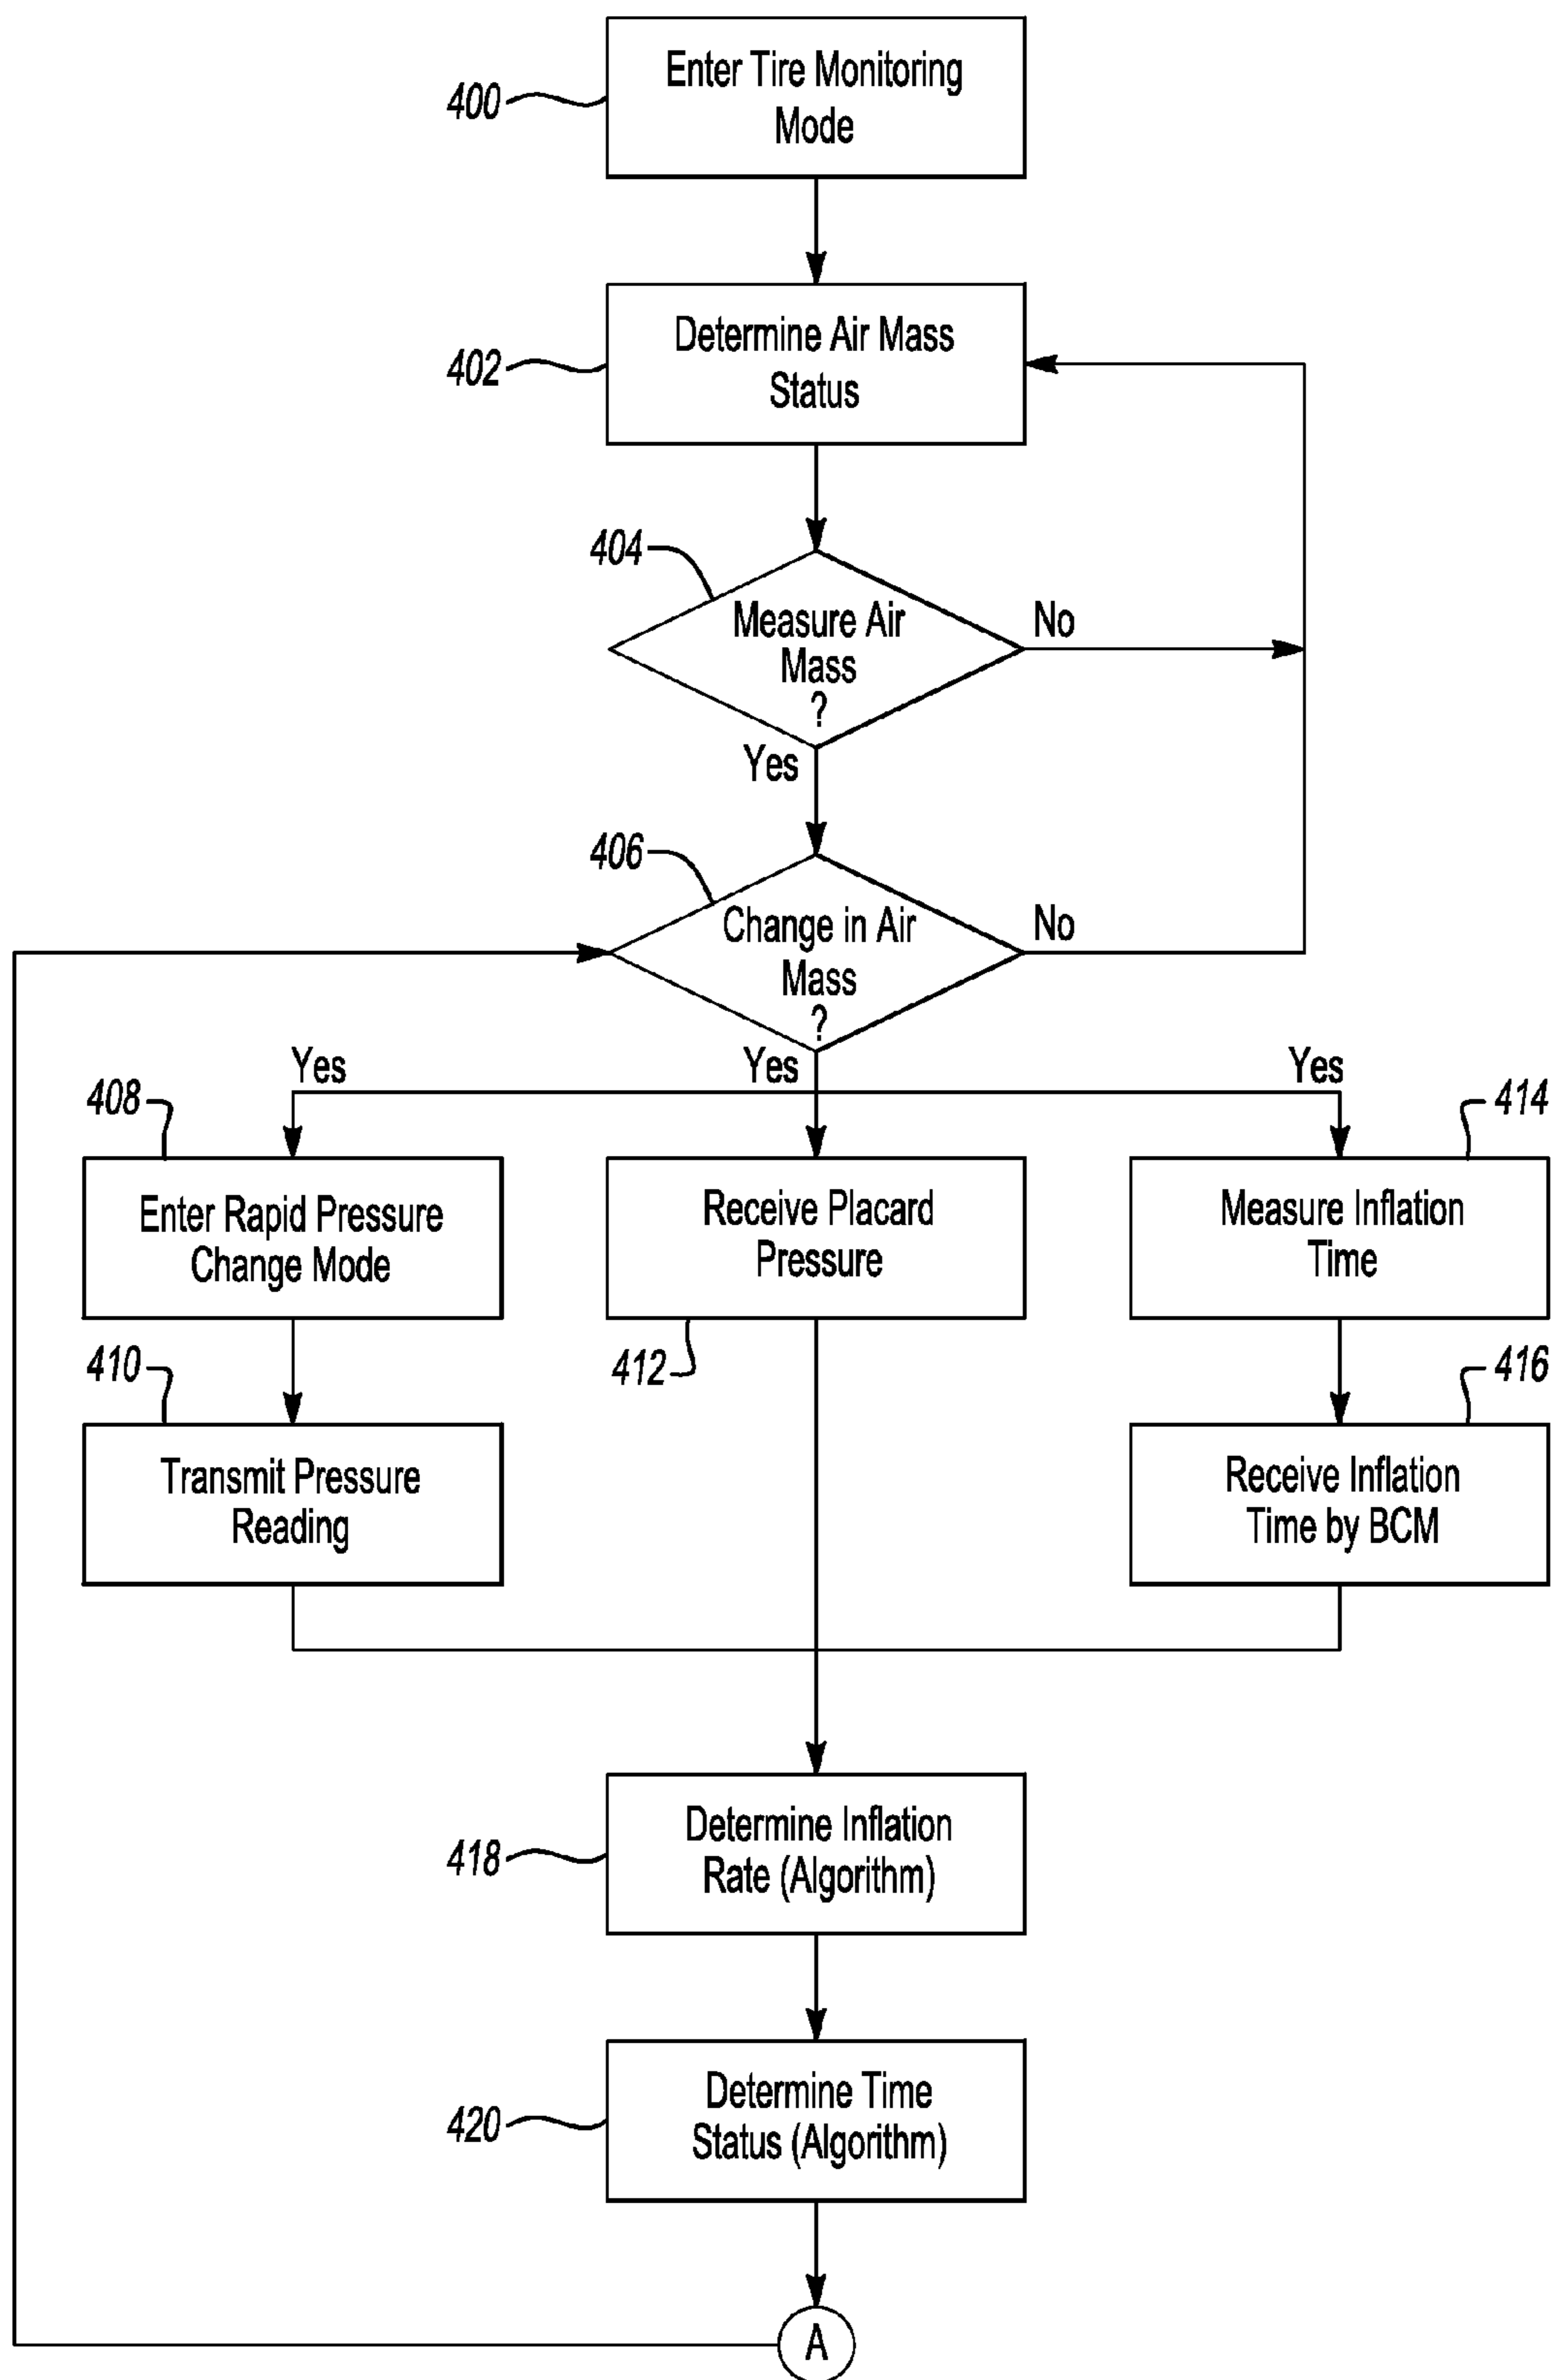 400
Enter Tire Monitoring
Mode
402
Determine Air Mass
Status
404
Measure Air
Mass
?
No
Yes
406
Change in Air
Mass
?
No
Yes
Yes
Yes
408
Enter Rapid Pressure
Change Mode
Receive Placard
Pressure
412
414
Measure Inflation
Time
410
Transmit Pressure
Reading
416
Receive Inflation
Time by BCM
418
Determine Inflation
Rate (Algorithm)
420
Determine Time
Status (Algorithm)
A